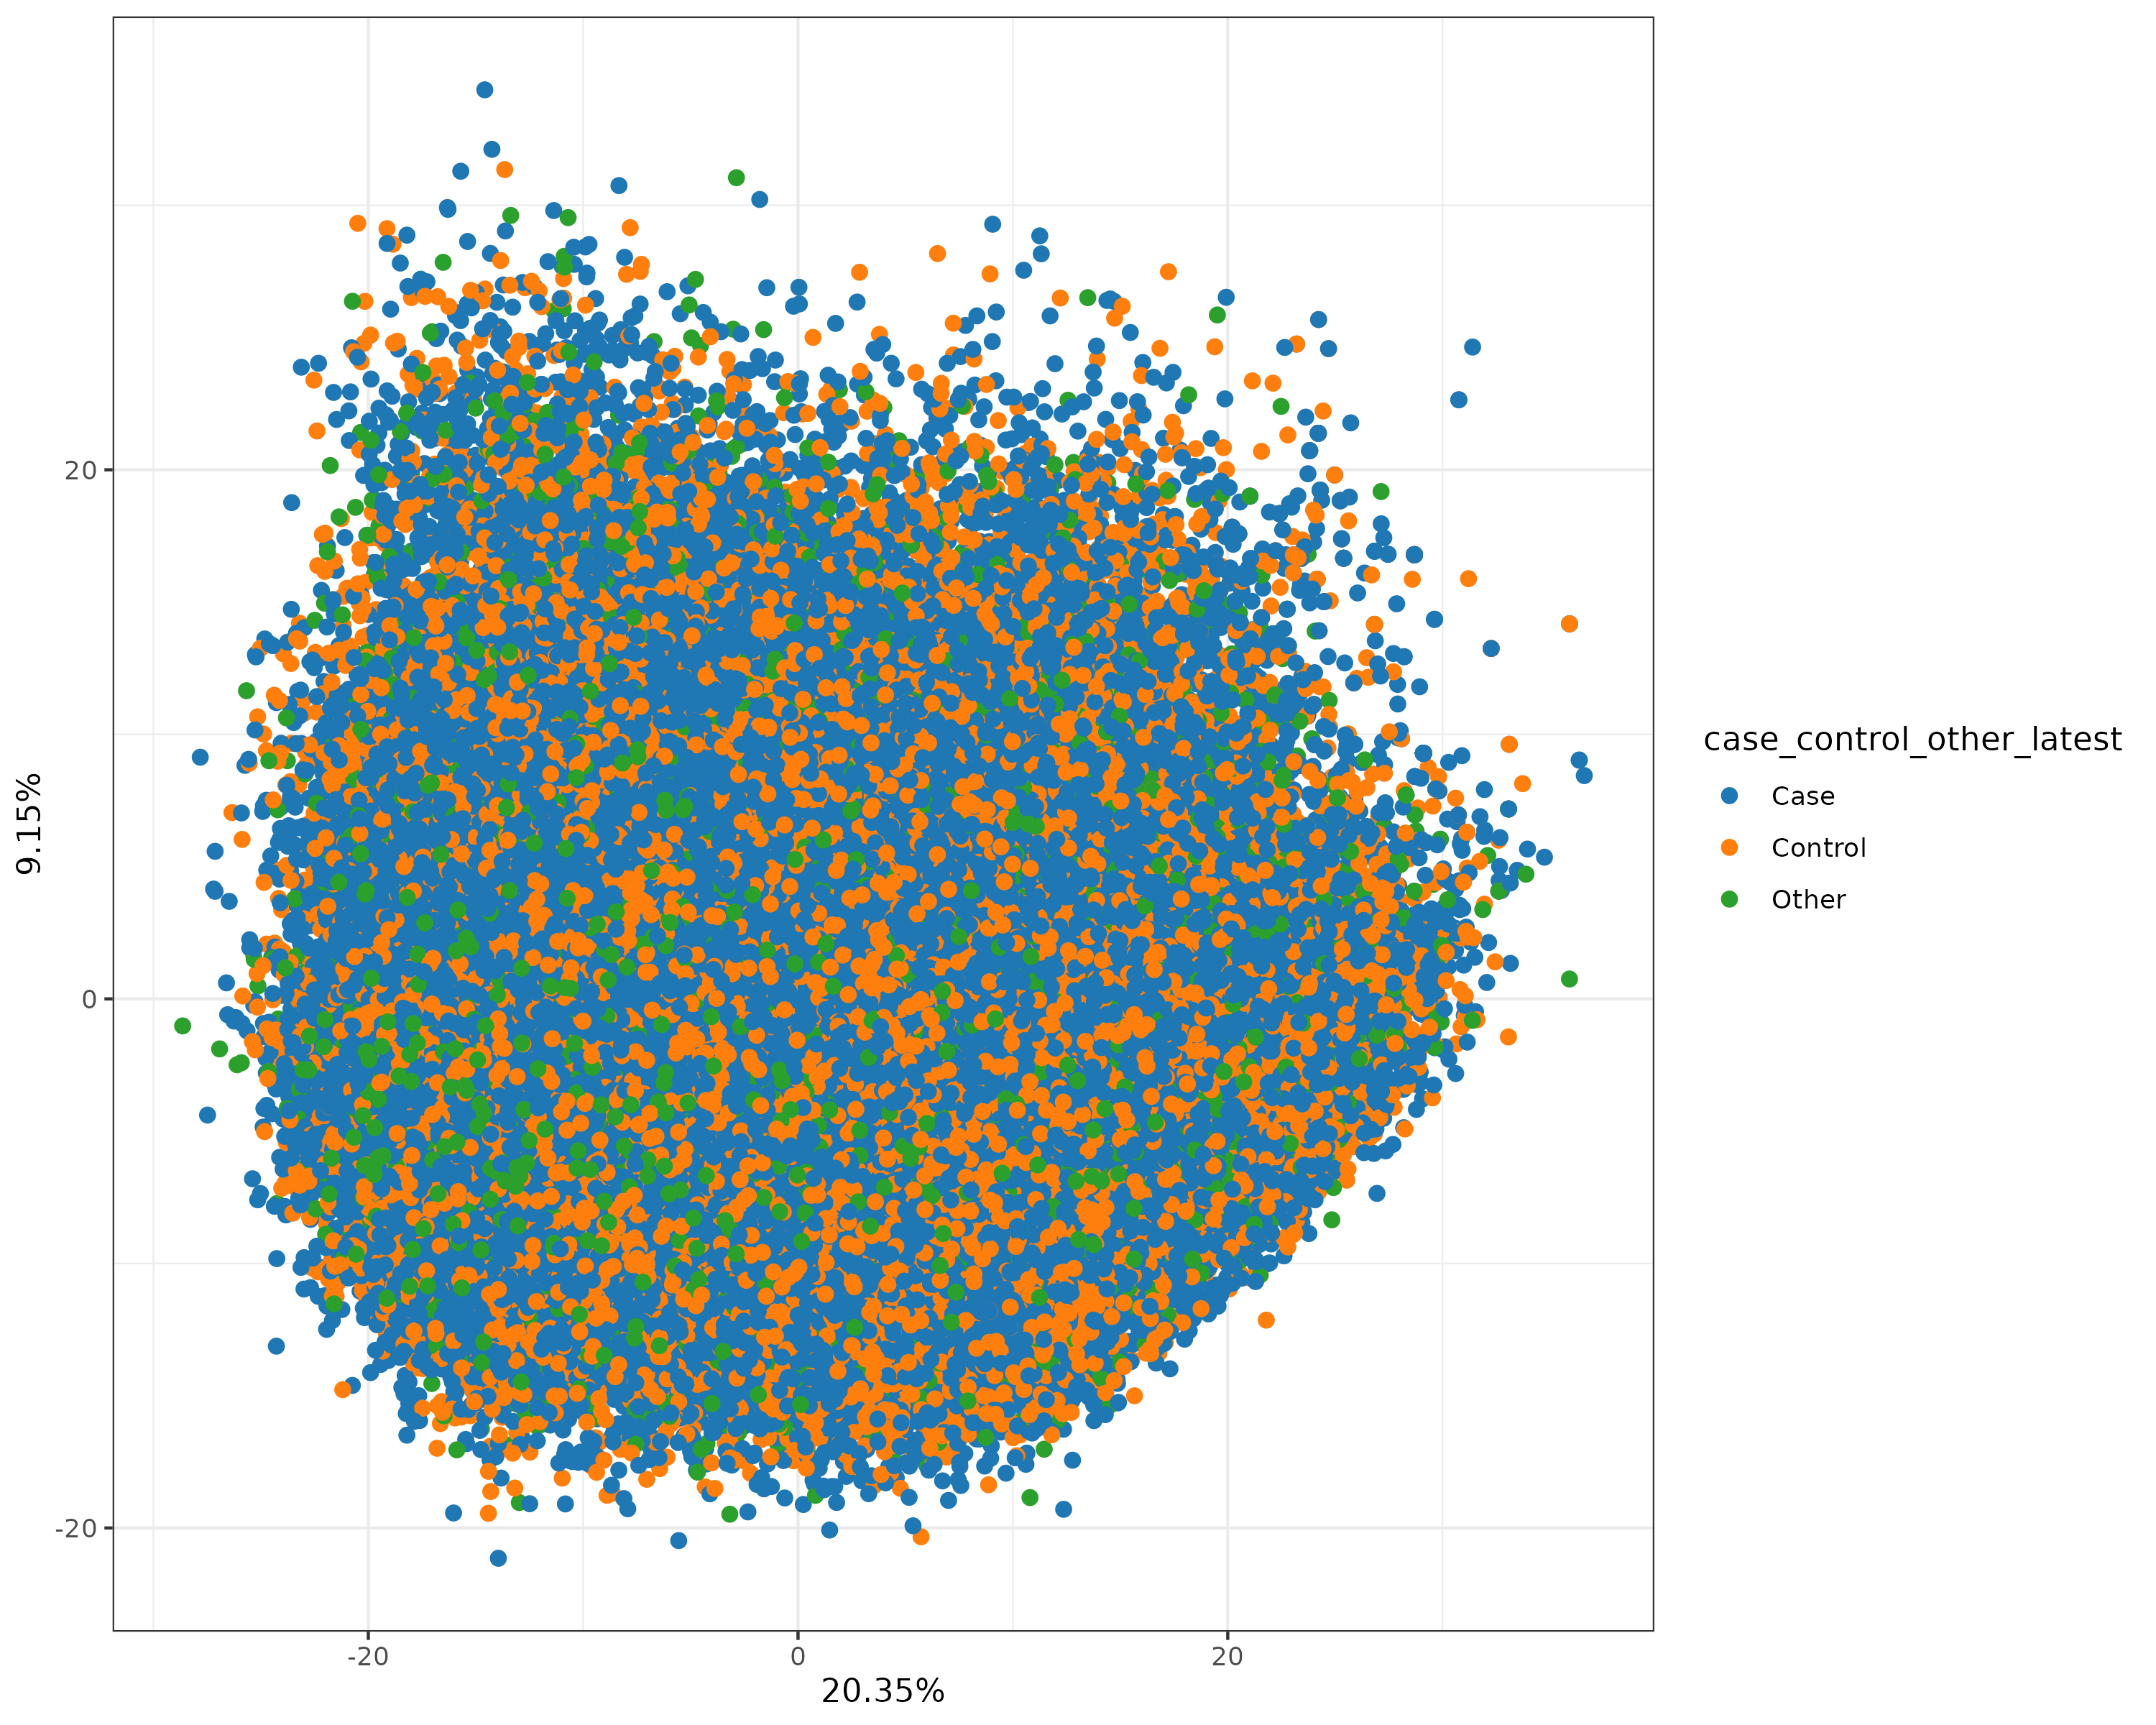 9.15%
20
0
-20
-20
0
20
20.35%
case_control_other_latest
Case
Control
Other